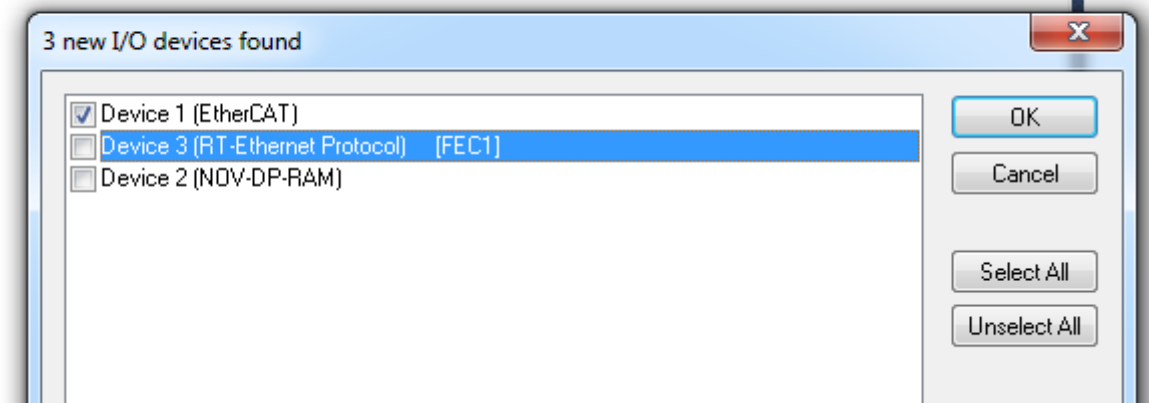 3 new I/O devices found
Device 1 (EtherCAT)
Device 3 (RT-Ethernet Protocol) [FEC1]
Device 2 (NOV-DP-RAM)
OK
Cancel
Select All
Unselect All